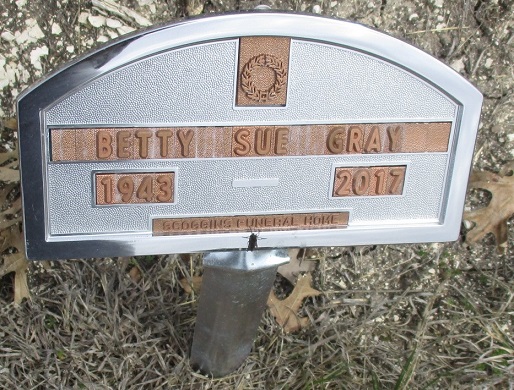 BETTY SUE GRAY
1943 2017
SCOGGINS FUNERAL HOME